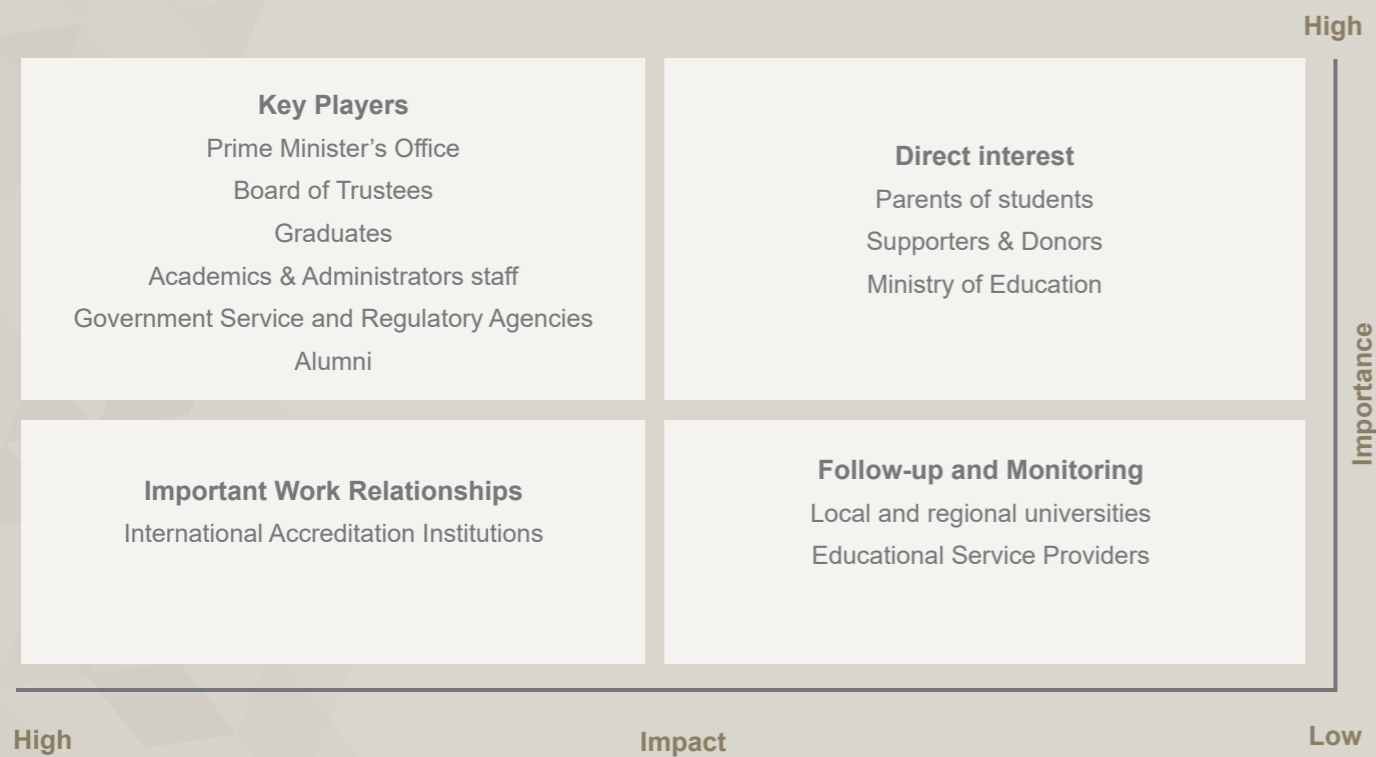 High
Key Players
Prime Minister’s Office
Board of Trustees
Graduates
Academics & Administrators staff
Government Service and Regulatory Agencies
Alumni
Direct interest
Parents of students
Supporters & Donors
Ministry of Education
Importance
Important Work Relationships
International Accreditation Institutions
Follow-up and Monitoring
Local and regional universities
Educational Service Providers
High
Impact
Low